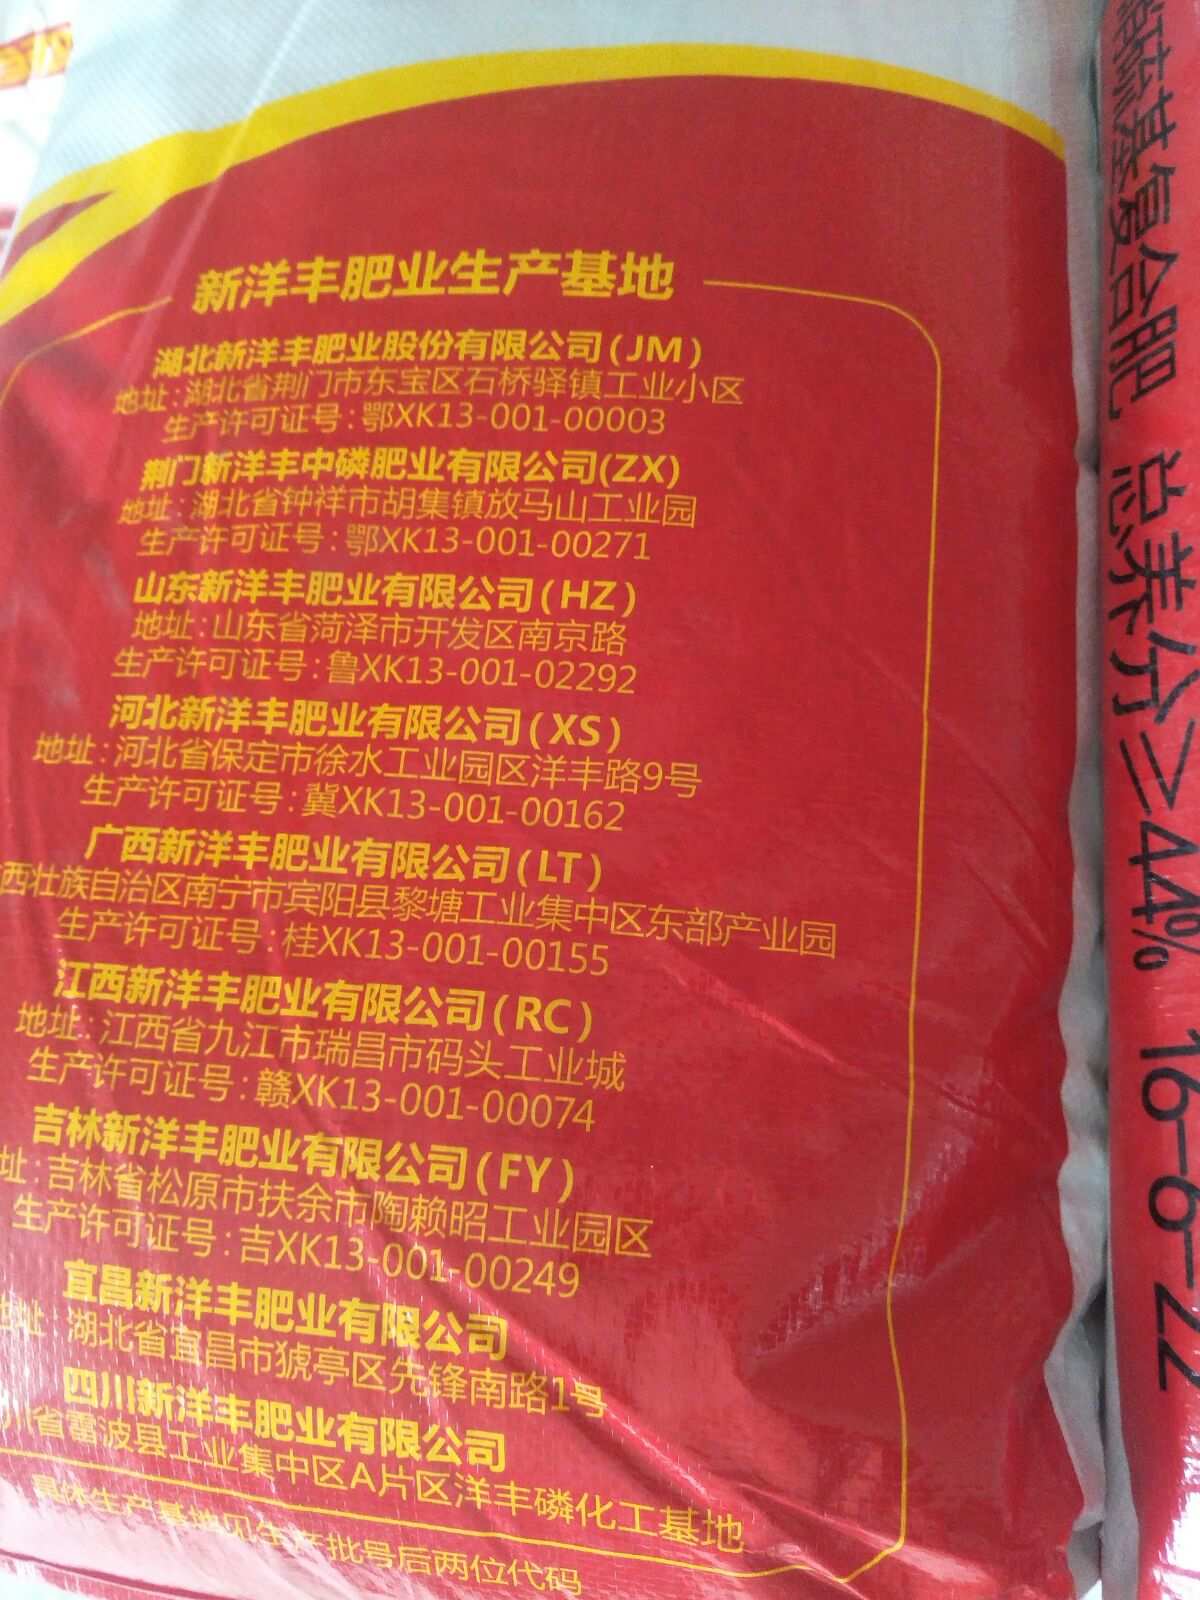 新洋丰肥业生产基地
湖北新洋丰肥业股份有限公司(JM)
地址:湖北省荆门市东宝区石桥驿镇工业小区
生产许可证号:鄂XK13-001-00003
荆门新洋丰中磷肥业有限公司(ZX)
地址:湖北省钟祥市胡集镇放马山工业园
生产许可证号:鄂XK13-001-00271
山东新洋丰肥业有限公司(HZ)
地址:山东省菏泽市开发区南京路
生产许可证号:鲁XK13-001-02292
河北新洋丰肥业有限公司(XS)
地址:河北省保定市徐水工业园区洋丰路9号
生产许可证号:冀XK13-001-00162
广西新洋丰肥业有限公司(LT)
西壮族自治区南宁市宾阳县黎塘工业集中区东部产业园
生产许可证号:桂XK13-001-00155
江西新洋丰肥业有限公司(RC)
地址:江西省九江市瑞昌市码头工业城
生产许可证号:赣XK13-001-00074
吉林新洋丰肥业有限公司(FY)
址:吉林省松原市扶余市陶赖昭工业园区
生产许可证号:吉XK13-001-00249
宜昌新洋丰肥业有限公司
地址:湖北省宜昌市猇亭区先锋南路1号
四川新洋丰肥业有限公司
川省雷波县工业集中区A片区洋丰磷化工基地
具体生产基地见生产批号后两位代码
硫基复合肥 总养分≥44% 16-6-22